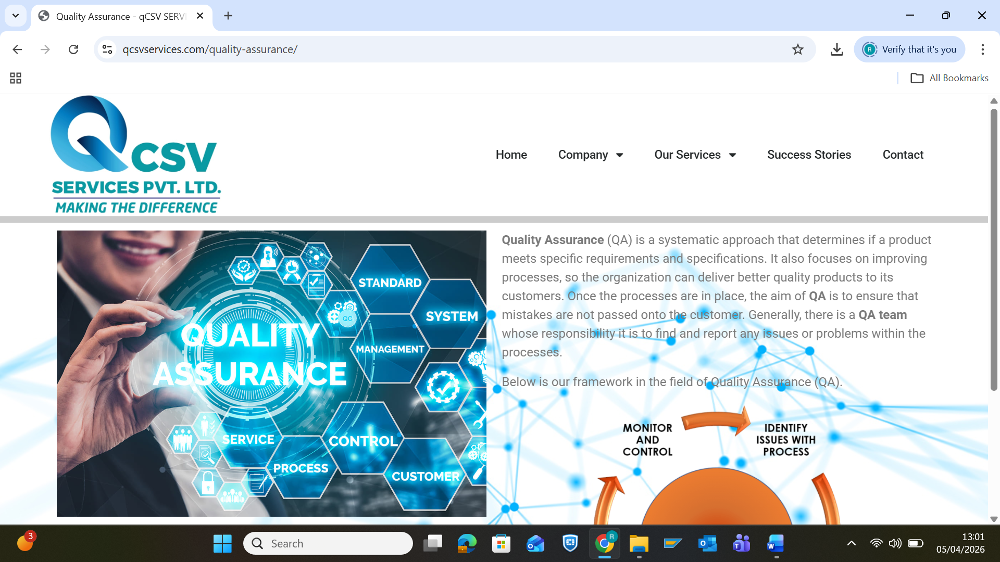 Quality Assurance - qCSV SERV
qcsvservices.com/quality-assurance/
R
Verify that it's you
All Bookmarks
QCSV
SERVICES PVT. LTD.
MAKING THE DIFFERENCE
Home
Company
Our Services
Success Stories
Contact
STANDARD
SYSTEM
QC
MANAGEMENT
QUALITY
ASSURANCE
SERVICE
CONTROL
PROCESS
CUSTOMER
Quality Assurance (QA) is a systematic approach that determines if a product
meets specific requirements and specifications. It also focuses on improving
processes, so the organization can deliver better quality products to its
customers. Once the processes are in place, the aim of QA is to ensure that
mistakes are not passed onto the customer. Generally, there is a QA team
whose responsibility it is to find and report any issues or problems within the
processes.
Below is our framework in the field of Quality Assurance (QA).
MONITOR
AND
CONTROL
IDENTIFY
ISSUES WITH
PROCESS
3
Search
R
13:01
05/04/2026